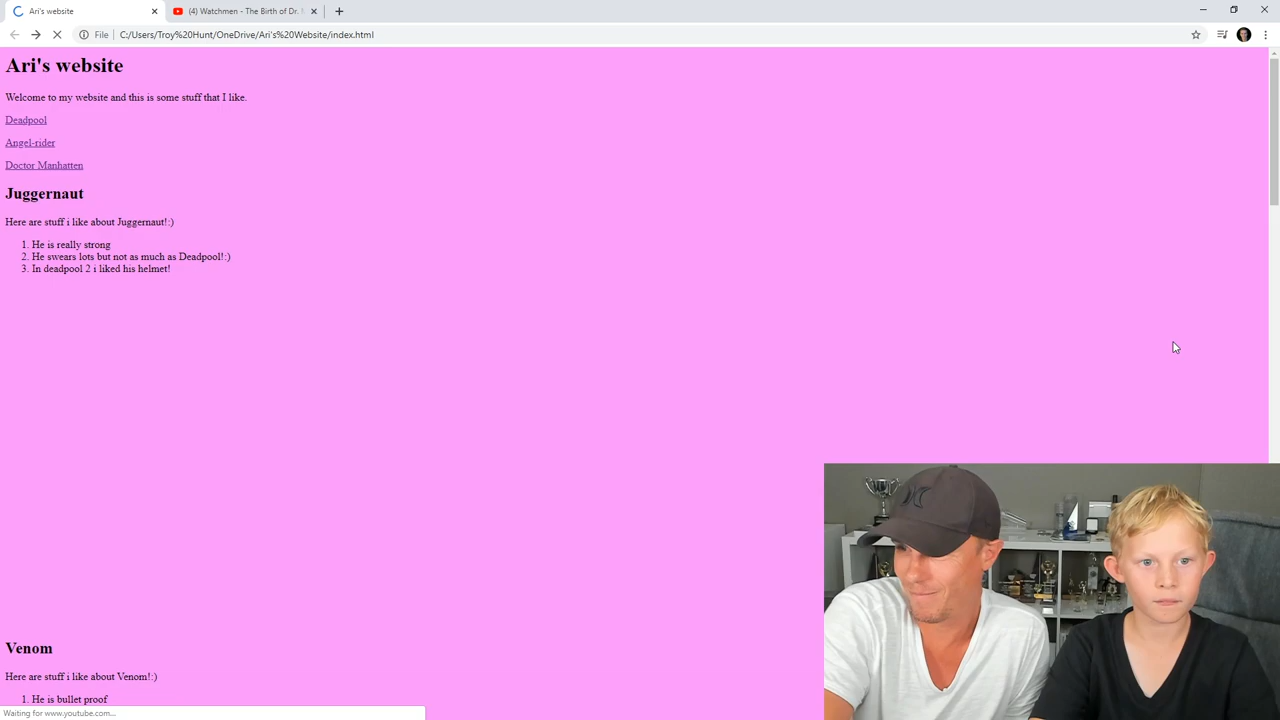 Ari's website
(4) Watchmen - The Birth of Dr.
File
C:/Users/Troy%20Hunt/OneDrive/Ari's%20Website/index.html
Ari's website
Welcome to my website and this is some stuff that I like.
Deadpool
Angel-rider
Doctor Manhatten
Juggernaut
Here are stuff i like about Juggernaut!:)
1. He is really strong
2. He swears lots but not as much as Deadpool!:)
3. In deadpool 2 i liked his helmet!
Venom
Here are stuff i like about Venom!:)
1. He is bullet proof
Waiting for www.youtube.com...